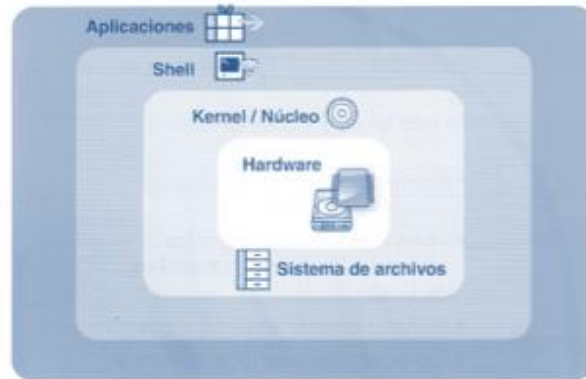 Aplicaciones
Shell
Kernel / Núcleo
Hardware
Sistema de archivos